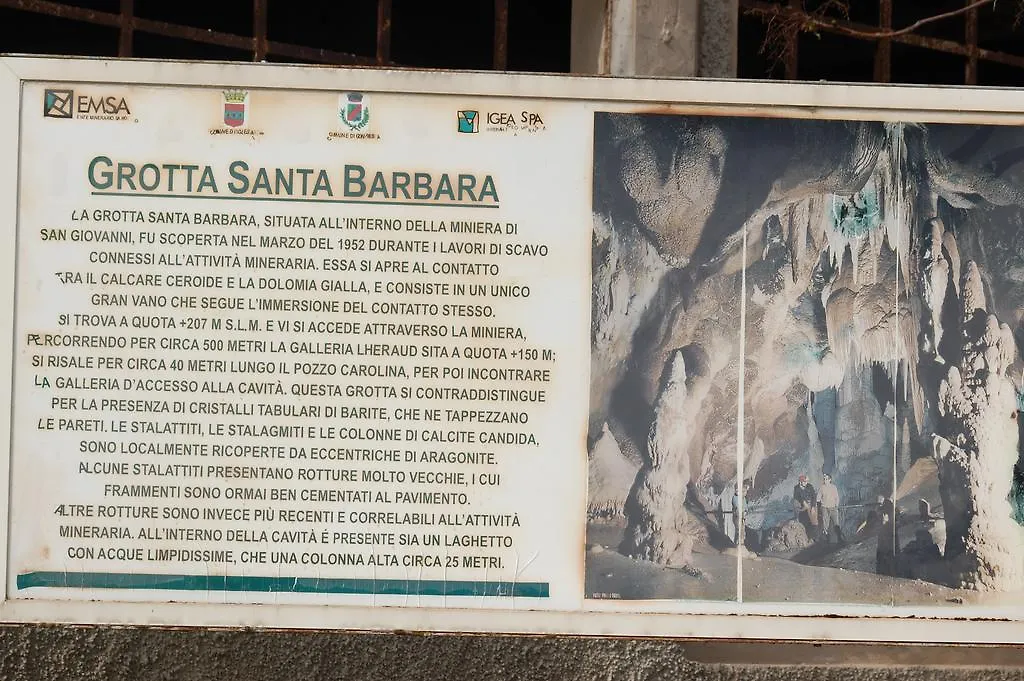 EMSA
IGEA SPA
GROTTA SANTA BARBARA
LA GROTTA SANTA BARBARA, SITUATA ALL'INTERNO DELLA MINIERA DI
SAN GIOVANNI, FU SCOPERTA NEL MARZO DEL 1952 DURANTE I LAVORI DI SCAVO
CONNESSI ALL'ATTIVITÀ MINERARIA. ESSA SI APRE AL CONTATTO
TRA IL CALCARE CEROIDE E LA DOLOMIA GIALLA, E CONSISTE IN UN UNICO
GRAN VANO CHE SEGUE L'IMMERSIONE DEL CONTATTO STESSO.
SI TROVA A QUOTA +207 M S.L.M. E VI SI ACCEDE ATTRAVERSO LA MINIERA,
PERCORRENDO PER CIRCA 500 METRI LA GALLERIA LHERAUD SITA A QUOTA +150 M;
SI RISALE PER CIRCA 40 METRI LUNGO IL POZZO CAROLINA, PER POI INCONTRARE
LA GALLERIA D'ACCESSO ALLA CAVITÀ. QUESTA GROTTA SI CONTRADDISTINGUE
PER LA PRESENZA DI CRISTALLI TABULARI DI BARITE, CHE NE TAPPEZZANO
LE PARETI. LE STALATTITI, LE STALAGMITI E LE COLONNE DI CALCITE CANDIDA,
SONO LOCALMENTE RICOPERTE DA ECCENTRICHE DI ARAGONITE.
ALCUNE STALATTITI PRESENTANO ROTTURE MOLTO VECCHIE, I CUI
FRAMMENTI SONO ORMAI BEN CEMENTATI AL PAVIMENTO.
ALTRE ROTTURE SONO INVECE PIÙ RECENTI E CORRELABILI ALL'ATTIVITÀ
MINERARIA. ALL'INTERNO DELLA CAVITÀ É PRESENTE SIA UN LAGHETTO
CON ACQUE LIMPIDISSIME, CHE UNA COLONNA ALTA CIRCA 25 METRI.